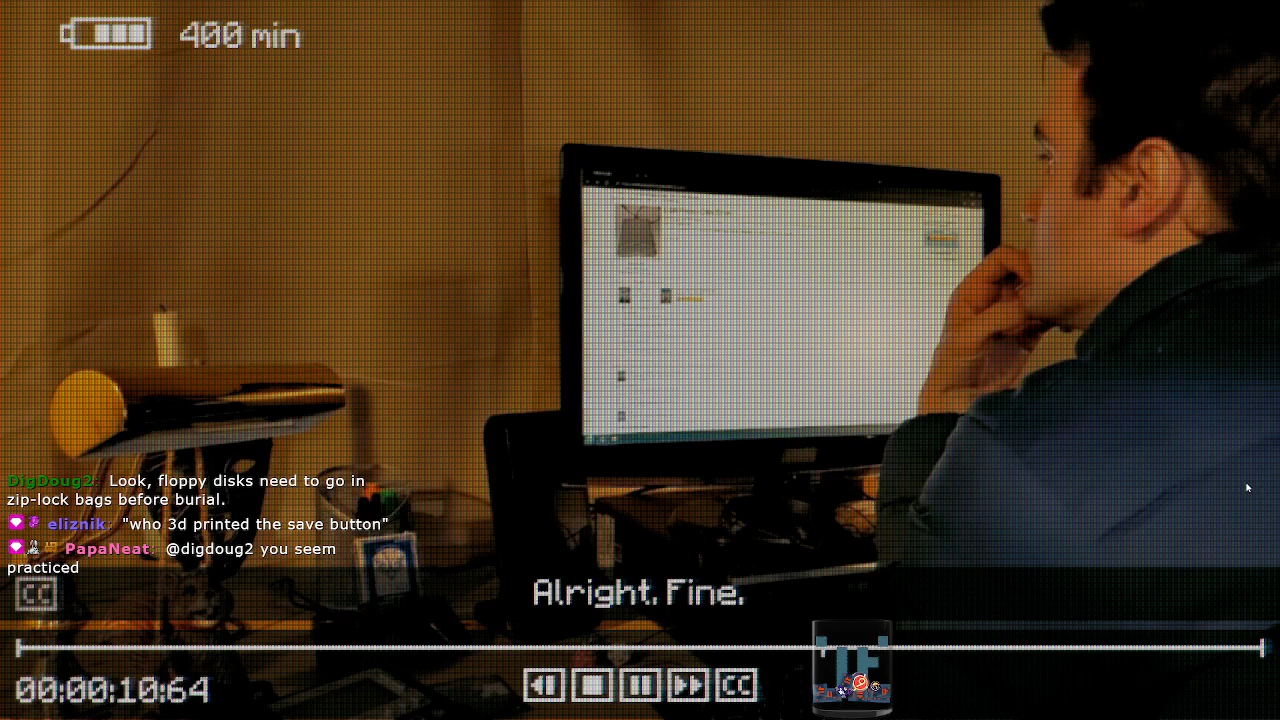 400 min
DigDoug2: Look, floppy disks need to go in
zip-lock bags before burial.
eliznik: "who 3d printed the save button"
PapaNeat: @digdoug2 you seem
practiced
CC
Alright. Fine.
00:00:10:64
CC